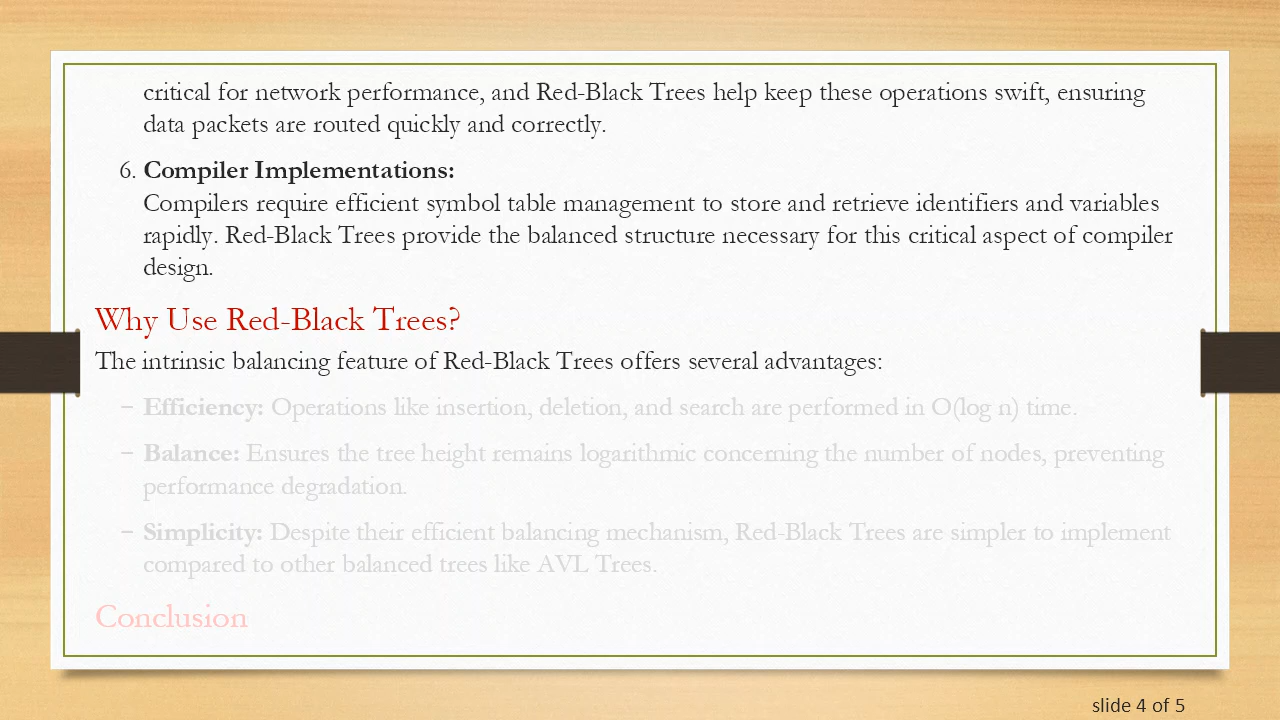 critical for network performance, and Red-Black Trees help keep these operations swift, ensuring
data packets are routed quickly and correctly.
6. Compiler Implementations:
Compilers require efficient symbol table management to store and retrieve identifiers and variables
rapidly. Red-Black Trees provide the balanced structure necessary for this critical aspect of compiler
design.
Why Use Red-Black Trees?
The intrinsic balancing feature of Red-Black Trees offers several advantages:
– Efficiency: Operations like insertion, deletion, and search are performed in O(log n) time.
– Balance: Ensures the tree height remains logarithmic concerning the number of nodes, preventing
performance degradation.
– Simplicity: Despite their efficient balancing mechanism, Red-Black Trees are simpler to implement
compared to other balanced trees like AVL Trees.
Conclusion
slide 4 of 5